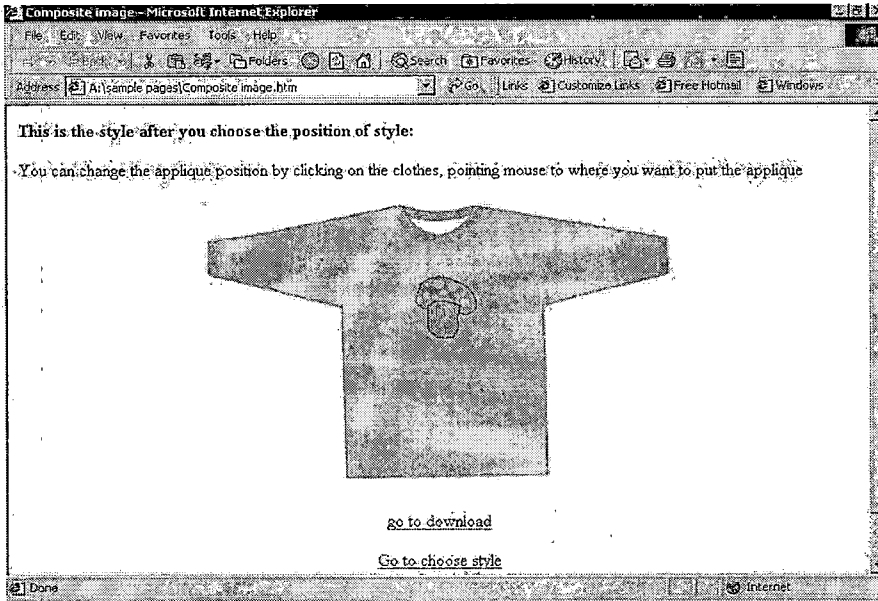 Composite image - Microsoft Internet Explorer
File Edit View Favorites Tools Help
Folders Search Favorites History
Address A:\sample pages\Composite image.htm Go Links Customize Links Free Hotmail Windows
This is the style after you choose the position of style:
You can change the applique position by clicking on the clothes, pointing mouse to where you want to put the applique
go to download
Go to choose style
Done Internet